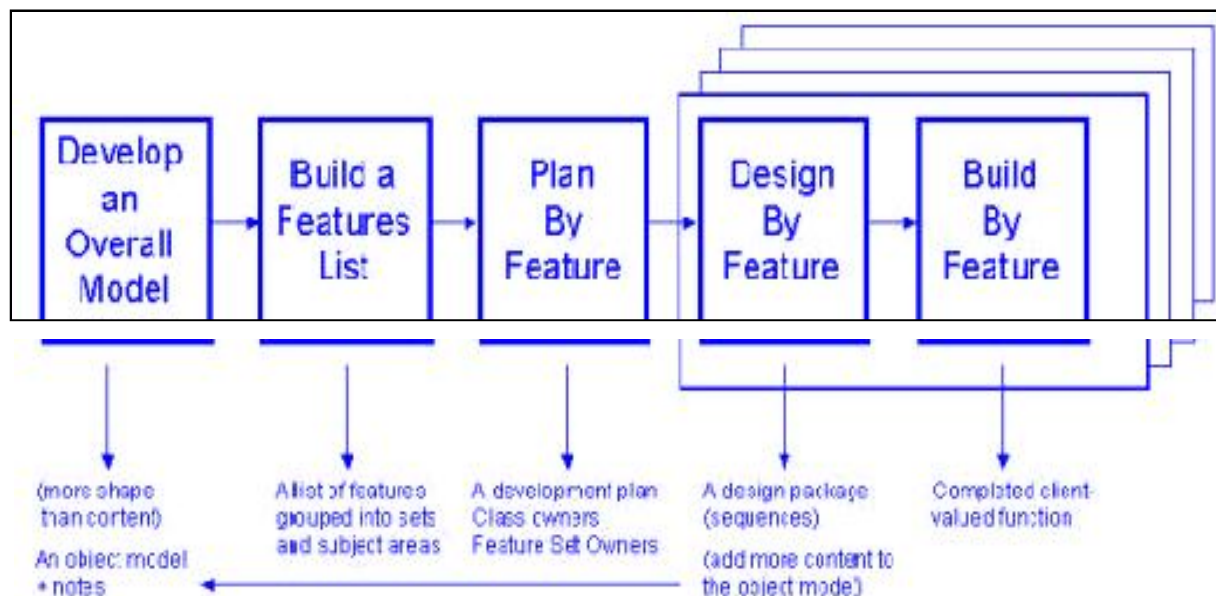 Develop
an
Overall
Model
Build a
Features
List
Plan
By
Feature
Design
By
Feature
Build
By
Feature
(more shape
than content)
An object model
+ notes
A list of features
grouped into sets
and subject areas
A development plan
Class owners
Feature Set Owners
A design package
(sequences)
(add more content to
the object model)
Completed client-
valued function